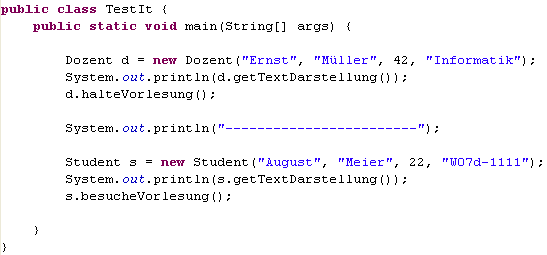 public class TestIt {
public static void main(String[] args) {
Dozent d = new Dozent("Ernst", "Müller", 42, "Informatik");
System.out.println(d.getTextDarstellung());
d.halteVorlesung();
System.out.println("------------------------");
Student s = new Student("August", "Meier", 22, "WO7d-1111");
System.out.println(s.getTextDarstellung());
s.besucheVorlesung();
}
}